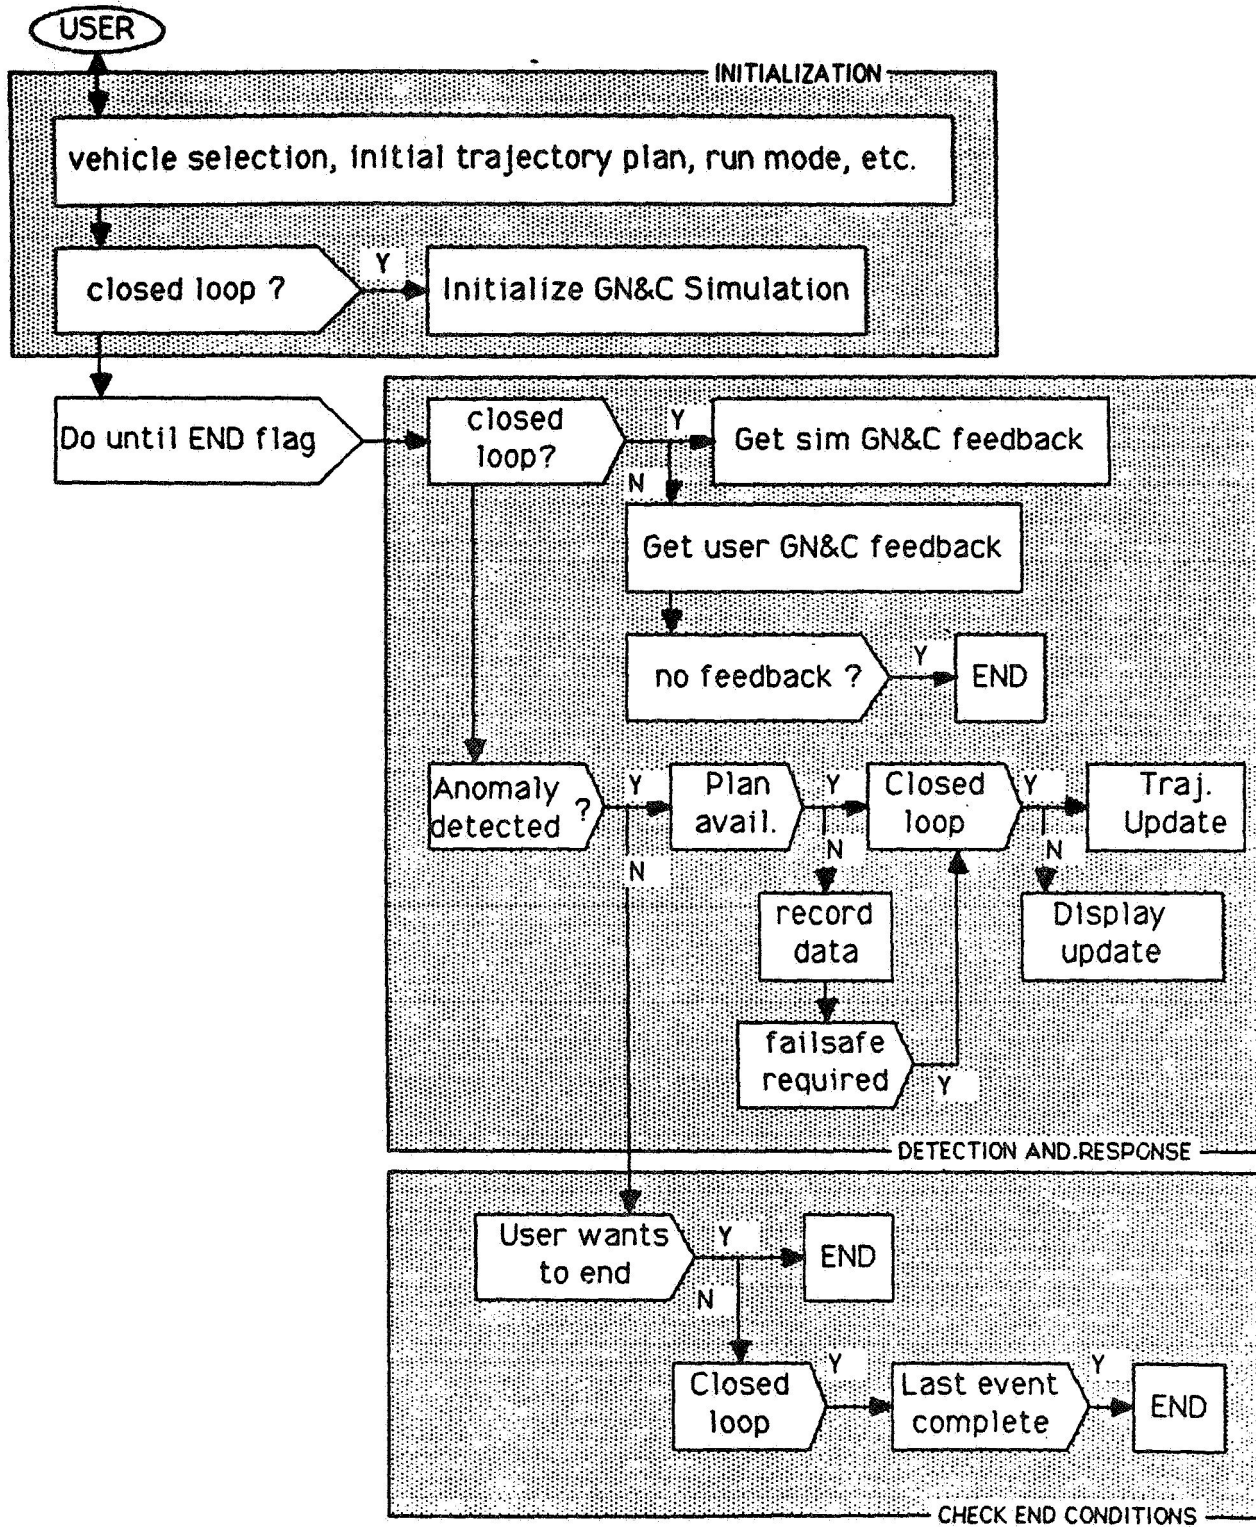 USER
INITIALIZATION
vehicle selection, initial trajectory plan, run mode, etc.
closed loop ?
Y
Initialize GN&C Simulation
Do until END flag
closed
loop?
Y
Get sim GN&C feedback
N
Get user GN&C feedback
no feedback ?
Y
END
Anomaly
detected ?
Y
N
Plan
avail.
Y
N
Closed
loop
Y
N
Traj.
Update
record
data
Display
update
failsafe
required
Y
DETECTION AND.RESPONSE
User wants
to end
Y
END
N
Closed
loop
Y
Last event
complete
Y
END
CHECK END CONDITIONS